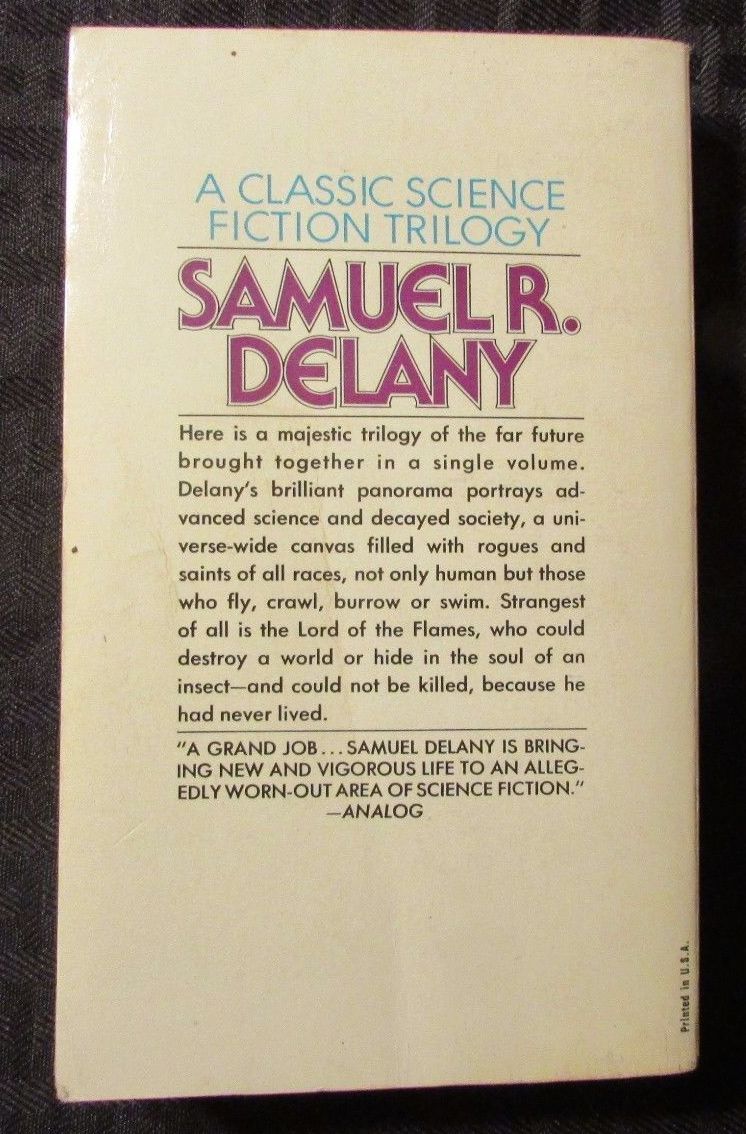 A CLASSIC SCIENCE
FICTION TRILOGY
SAMUEL R.
DELANY
Here is a majestic trilogy of the far future
brought together in a single volume.
Delany's brilliant panorama portrays ad-
vanced science and decayed society, a uni-
verse-wide canvas filled with rogues and
saints of all races, not only human but those
who fly, crawl, burrow or swim. Strangest
of all is the Lord of the Flames, who could
destroy a world or hide in the soul of an
insect—and could not be killed, because he
had never lived.
"A GRAND JOB...SAMUEL DELANY IS BRING-
ING NEW AND VIGOROUS LIFE TO AN ALLEG-
EDLY WORN-OUT AREA OF SCIENCE FICTION."
—ANALOG
Printed in U.S.A.